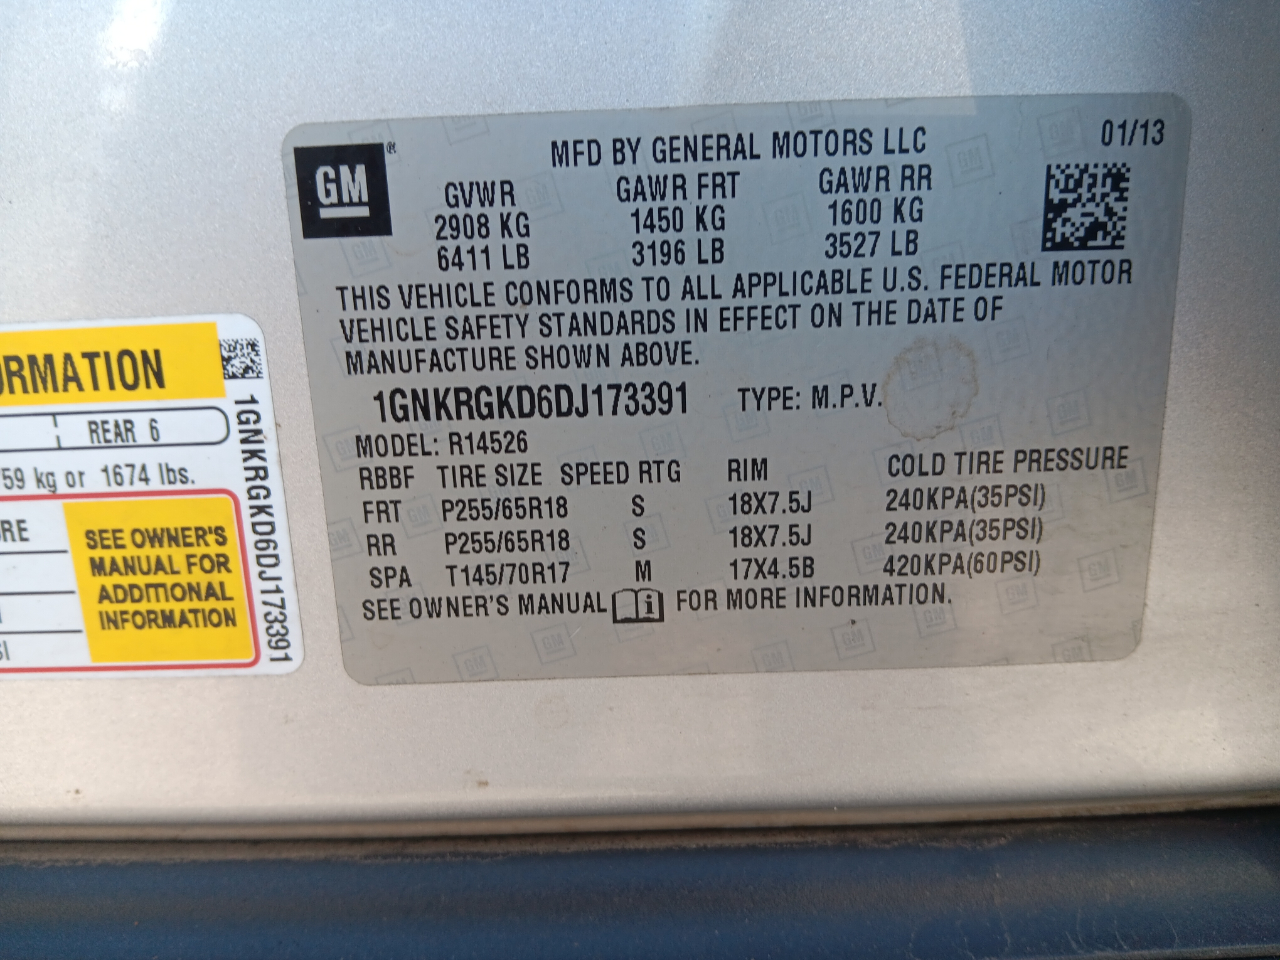 GM®
MFD BY GENERAL MOTORS LLC 01/13
GVWR GAWR FRT GAWR RR
2908 KG 1450 KG 1600 KG
6411 LB 3196 LB 3527 LB
THIS VEHICLE CONFORMS TO ALL APPLICABLE U.S. FEDERAL MOTOR
VEHICLE SAFETY STANDARDS IN EFFECT ON THE DATE OF
MANUFACTURE SHOWN ABOVE.
1GNKRGKD6DJ173391 TYPE: M.P.V.
MODEL: R14526
RBBF TIRE SIZE SPEED RTG RIM COLD TIRE PRESSURE
FRT P255/65R18 S 18X7.5J 240KPA(35PSI)
RR P255/65R18 S 18X7.5J 240KPA(35PSI)
SPA T145/70R17 M 17X4.5B 420KPA(60PSI)
SEE OWNER'S MANUAL i FOR MORE INFORMATION.
RMATION
REAR 6
59 kg or 1674 lbs.
RE
SEE OWNER'S
MANUAL FOR
ADDITIONAL
INFORMATION
SI
1GNKRGKD6DJ173391